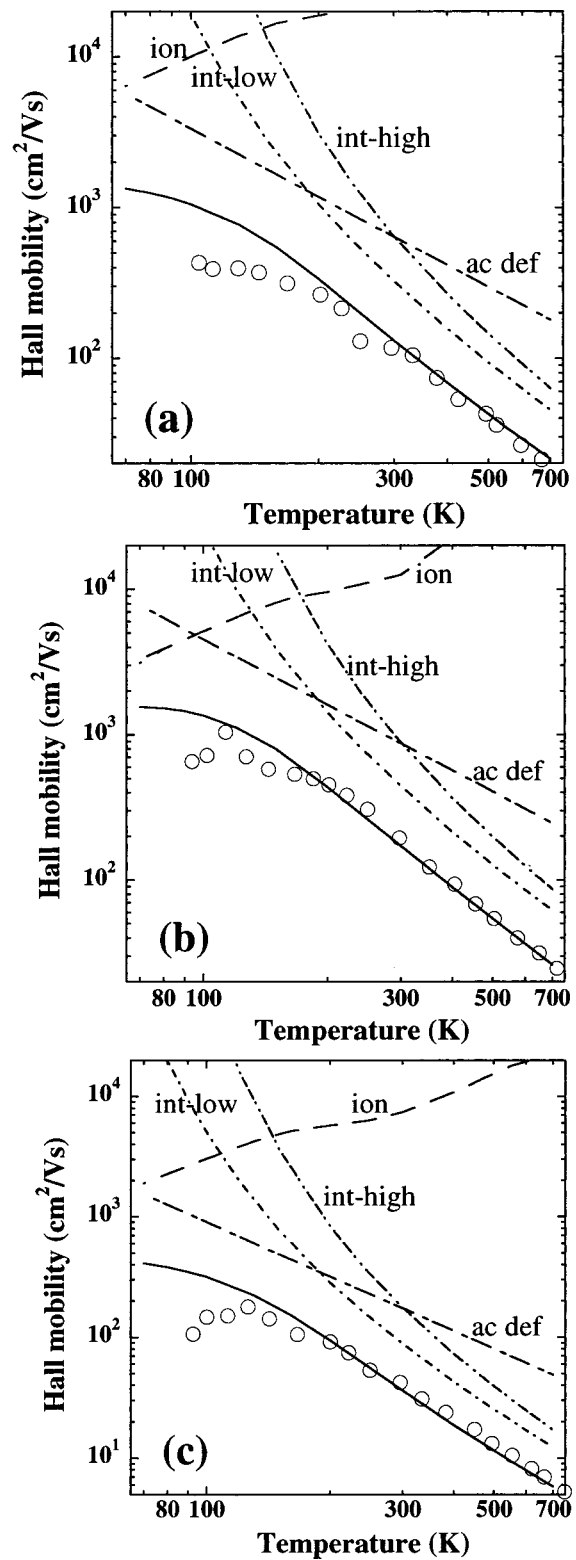 10⁴
ion
int-low
int-high
10³
ac def
10²
(a)
Hall mobility (cm²/Vs)
80 100 300 500 700
Temperature (K)
int-low
ion
10⁴
int-high
10³
ac def
10²
(b)
Hall mobility (cm²/Vs)
80 100 300 500 700
Temperature (K)
10⁴
int-low
ion
int-high
10³
ac def
10²
10¹
(c)
Hall mobility (cm²/Vs)
80 100 300 500 700
Temperature (K)